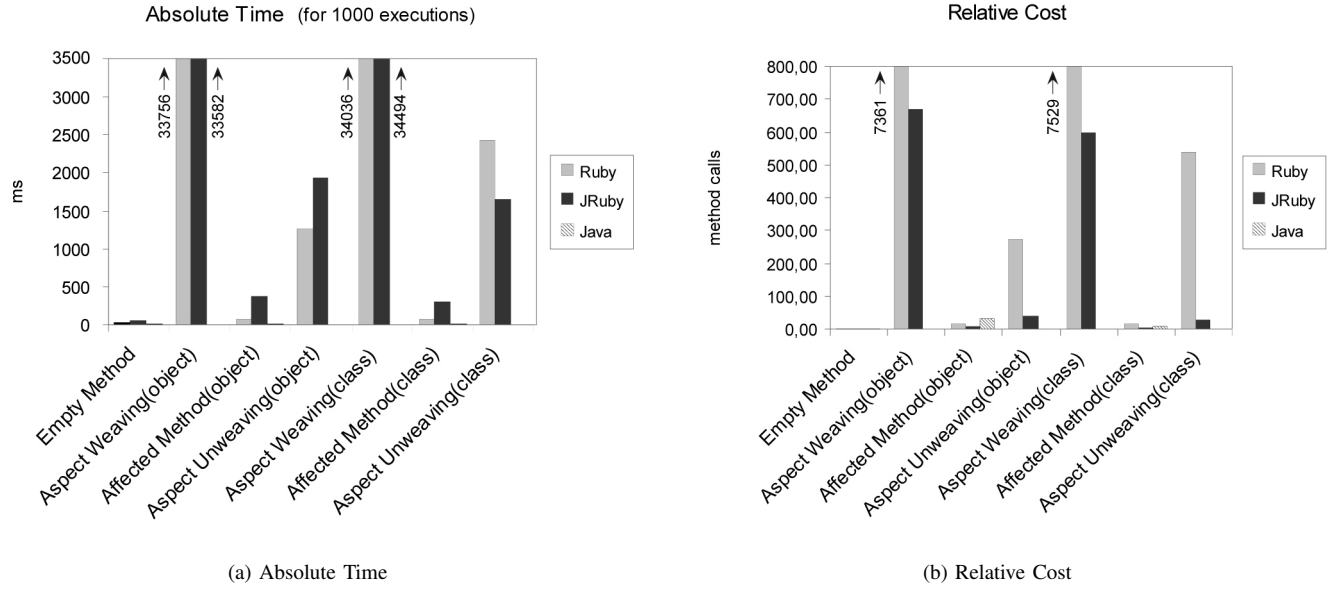 Absolute Time (for 1000 executions)
3500
3000
2500
2000
1500
1000
500
0
ms
33756
33582
34036
34494
Ruby
JRuby
Java
Empty Method
Aspect Weaving(object)
Affected Method(object)
Aspect Unweaving(object)
Aspect Weaving(class)
Affected Method(class)
Aspect Unweaving(class)
(a) Absolute Time
Relative Cost
800,00
700,00
600,00
500,00
400,00
300,00
200,00
100,00
0,00
method calls
7361
7529
Ruby
JRuby
Java
Empty Method
Aspect Weaving(object)
Affected Method(object)
Aspect Unweaving(object)
Aspect Weaving(class)
Affected Method(class)
Aspect Unweaving(class)
(b) Relative Cost